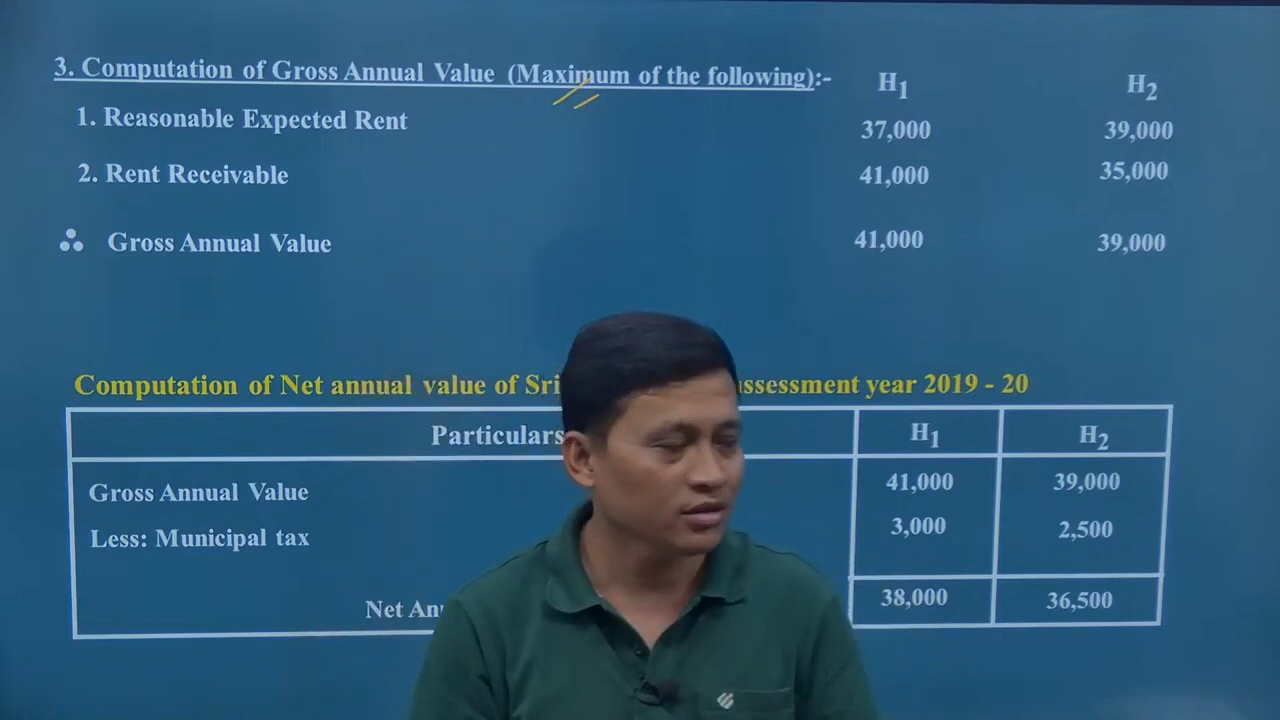 3. Computation of Gross Annual Value (Maximum of the following):- H1 H2
1. Reasonable Expected Rent 37,000 39,000
2. Rent Receivable 41,000 35,000
∴ Gross Annual Value 41,000 39,000
Computation of Net annual value of Sri assessment year 2019 - 20
Particulars H1 H2
Gross Annual Value 41,000 39,000
Less: Municipal tax 3,000 2,500
Net 38,000 36,500